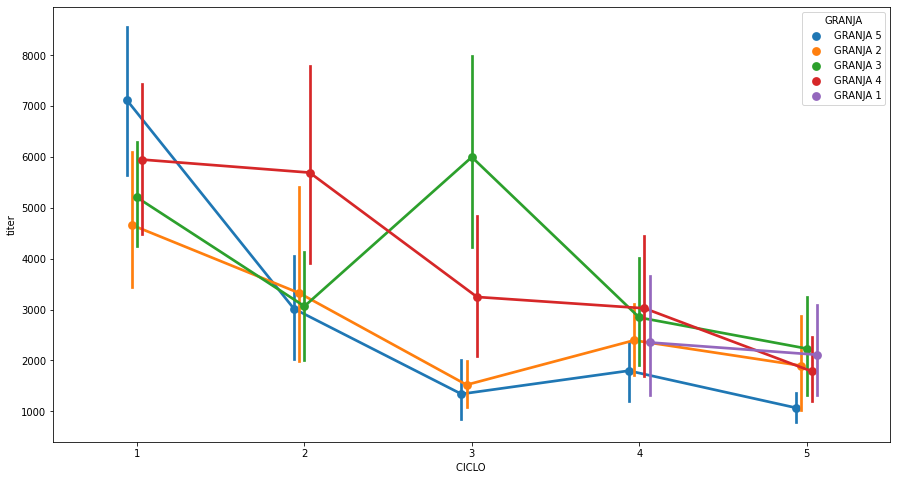 GRANJA
GRANJA 5
GRANJA 2
GRANJA 3
GRANJA 4
GRANJA 1
8000
7000
6000
5000
4000
3000
2000
1000
titer
1 2 3 4 5
CICLO